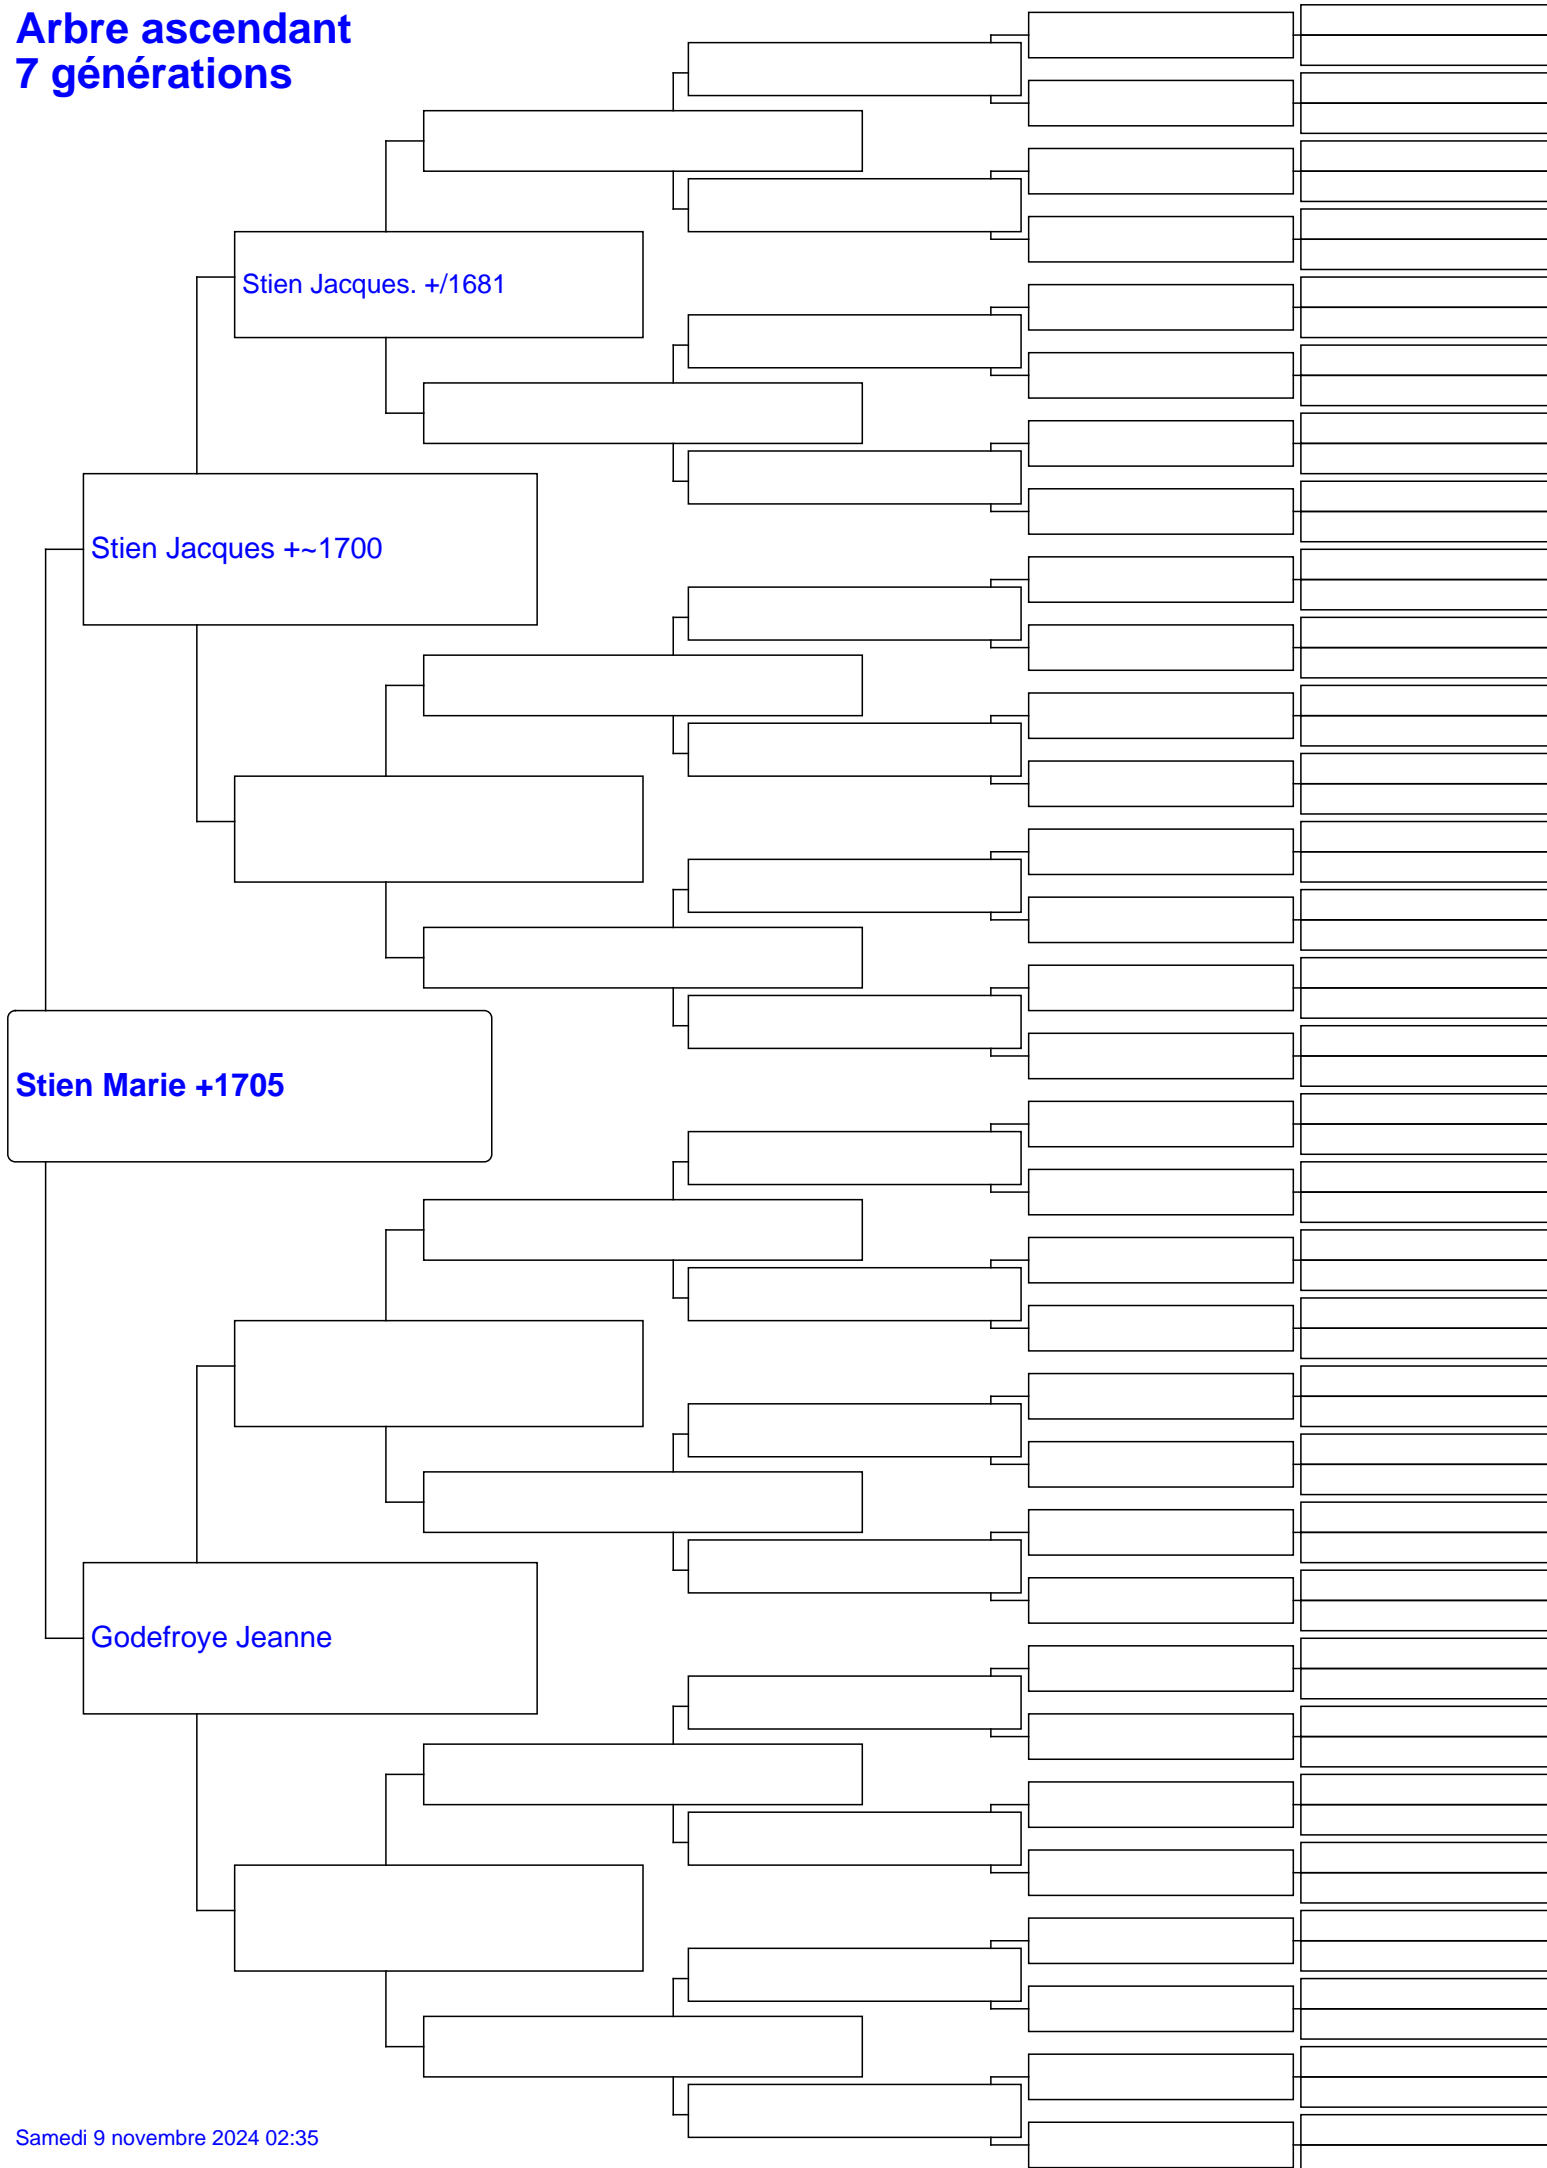 Arbre ascendant
7 générations
Stien Jacques. +/1681
Stien Jacques +~1700
Stien Marie +1705
Godefroye Jeanne
Samedi 9 novembre 2024 02:35